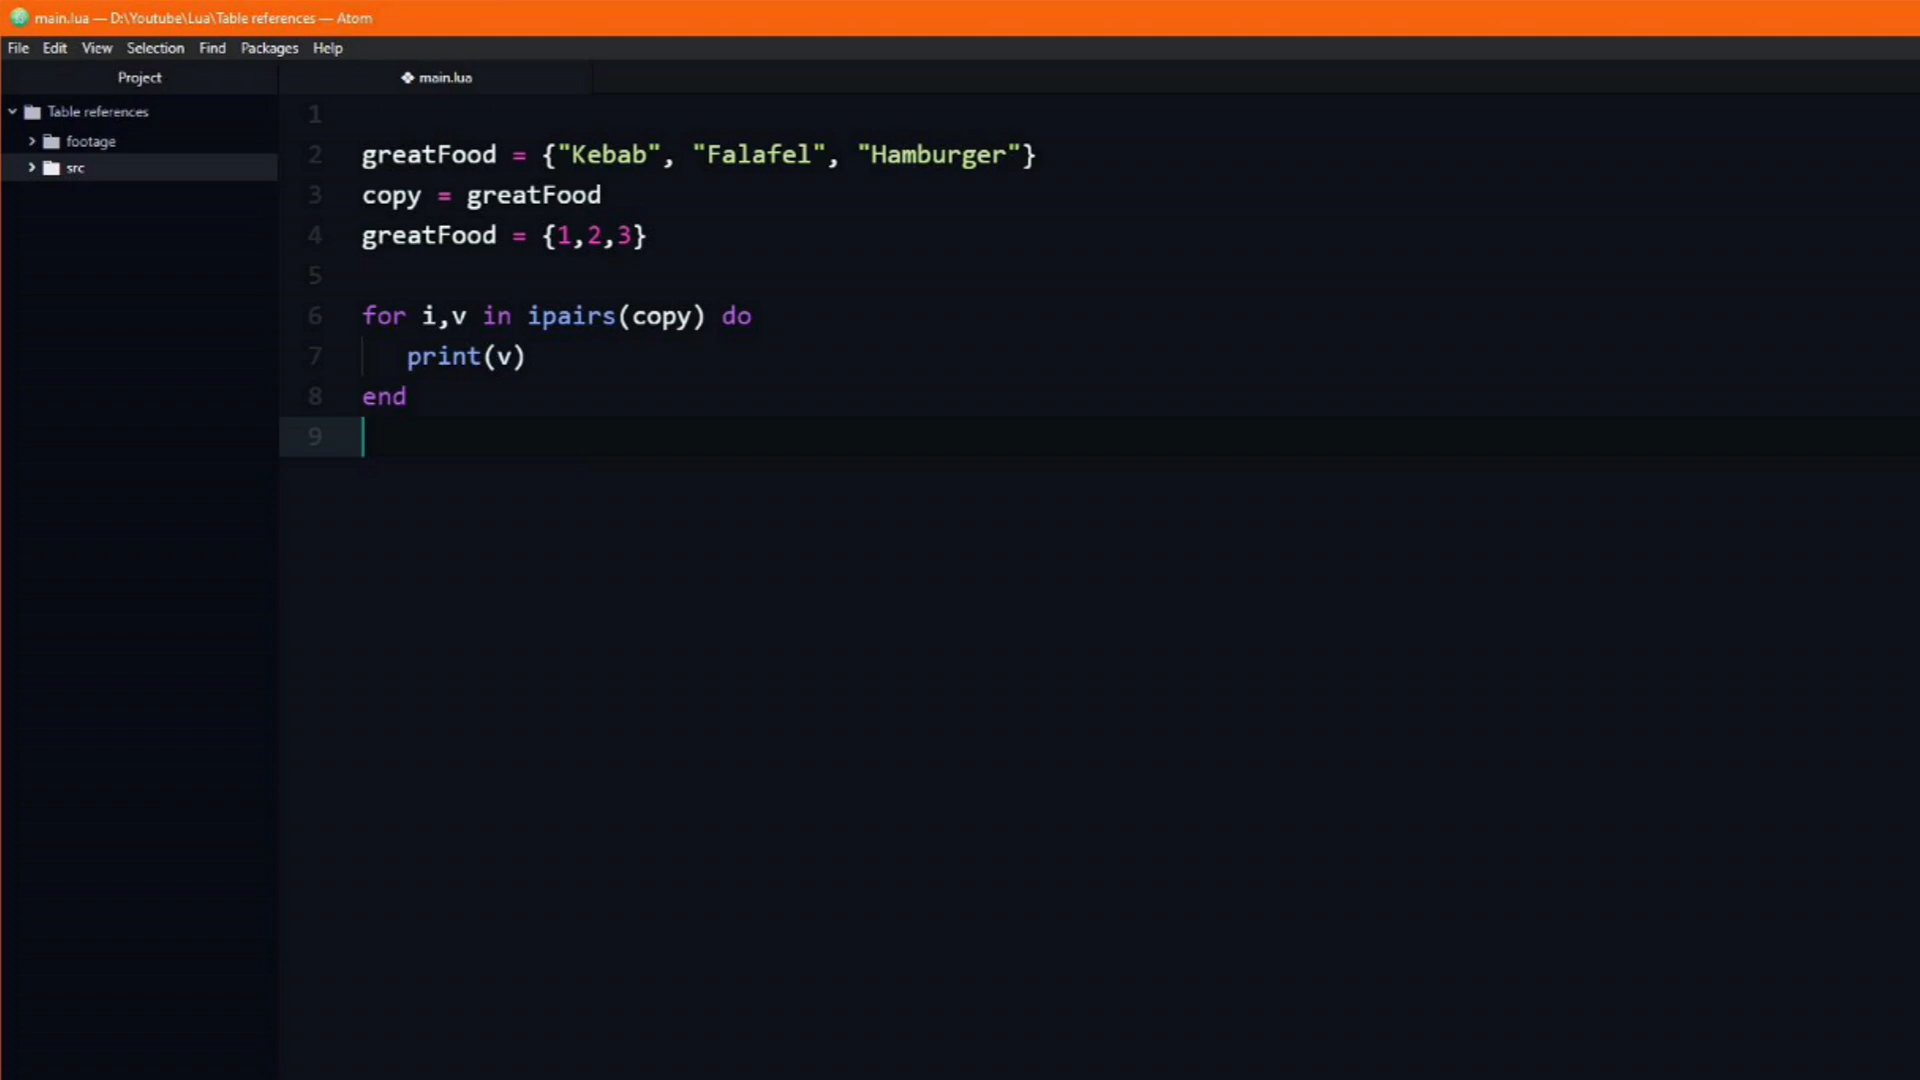 main.lua — D:\Youtube\Lua\Table references — Atom
File Edit View Selection Find Packages Help
Project
main.lua
Table references
footage
src
1
2 greatFood = {"Kebab", "Falafel", "Hamburger"}
3 copy = greatFood
4 greatFood = {1,2,3}
5
6 for i,v in ipairs(copy) do
7 print(v)
8 end
9